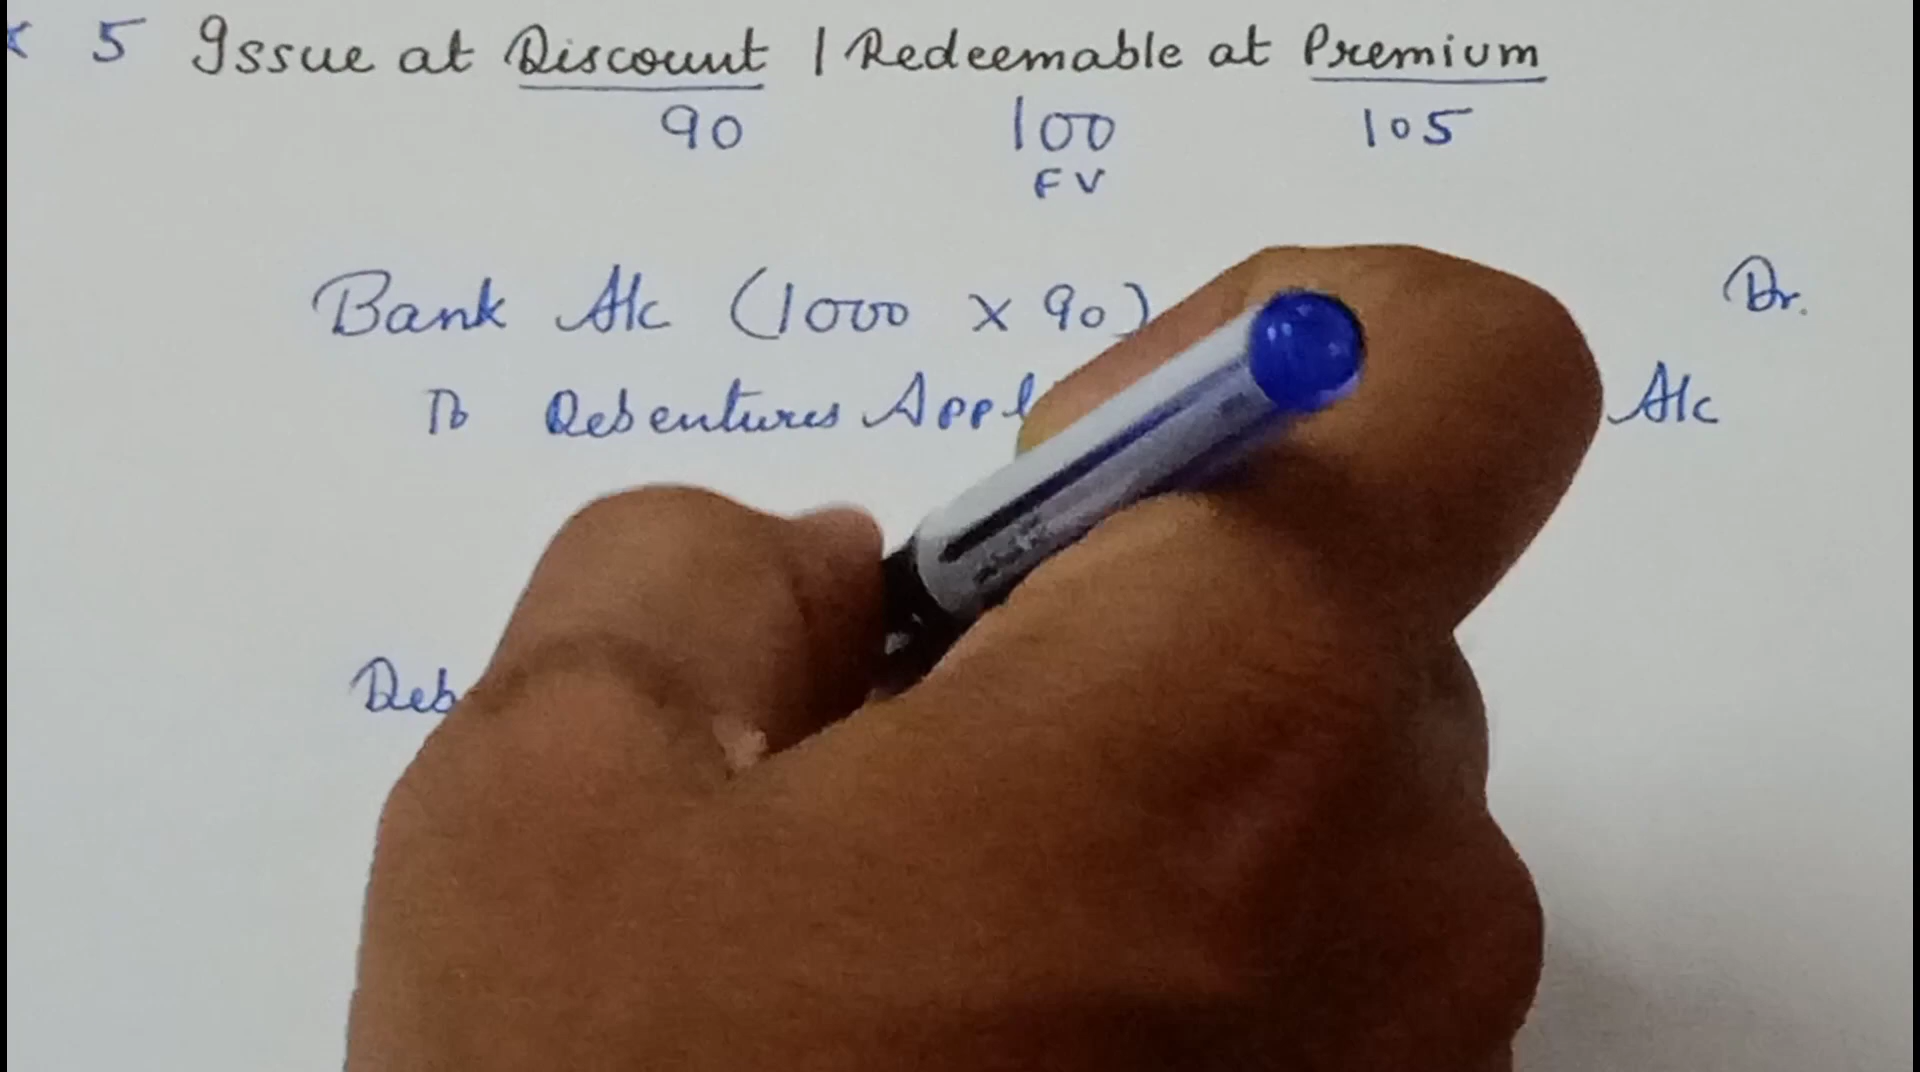 5 Issue at Discount | Redeemable at Premium
90 100 105
FV
Bank A/c (1000 x 90) Dr.
To Debentures Appl A/c
Deb